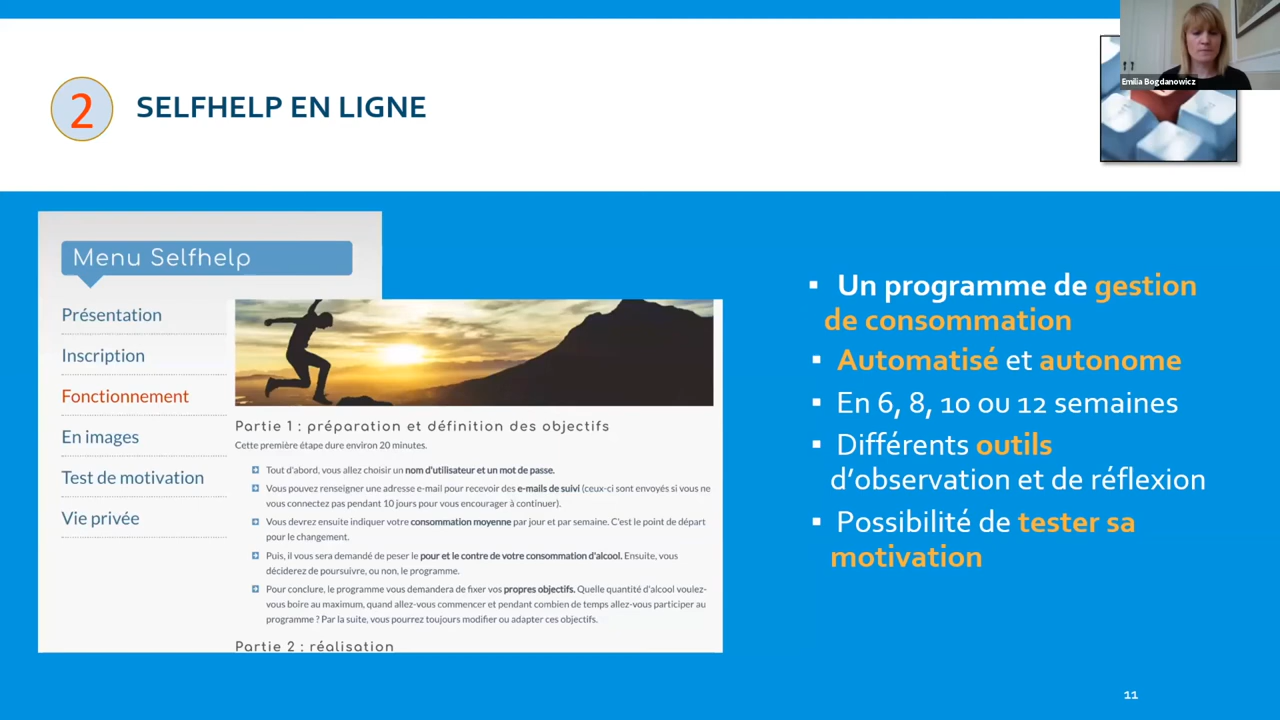 Emilia Bogdanowicz
2
SELFHELP EN LIGNE
Menu Selfhelp
Présentation
Inscription
Fonctionnement
En images
Test de motivation
Vie privée
Partie 1 : préparation et définition des objectifs
Cette première étape dure environ 20 minutes.
Tout d'abord, vous allez choisir un nom d'utilisateur et un mot de passe.
Vous pouvez renseigner une adresse e-mail pour recevoir des e-mails de suivi (ceux-ci sont envoyés si vous ne
vous connectez pas pendant 10 jours pour vous encourager à continuer).
Vous devrez ensuite indiquer votre consommation moyenne par jour et par semaine. C'est le point de départ
pour le changement.
Puis, il vous sera demandé de peser le pour et le contre de votre consommation d'alcool. Ensuite, vous
déciderez de poursuivre, ou non, le programme.
Pour conclure, le programme vous demandera de fixer vos propres objectifs. Quelle quantité d'alcool voulez-
vous boire au maximum, quand allez-vous commencer et pendant combien de temps allez-vous participer au
programme ? Par la suite, vous pourrez toujours modifier ou adapter ces objectifs.
Partie 2 : réalisation
▪ Un programme de gestion
de consommation
▪ Automatisé et autonome
▪ En 6, 8, 10 ou 12 semaines
▪ Différents outils
d'observation et de réflexion
▪ Possibilité de tester sa
motivation
11